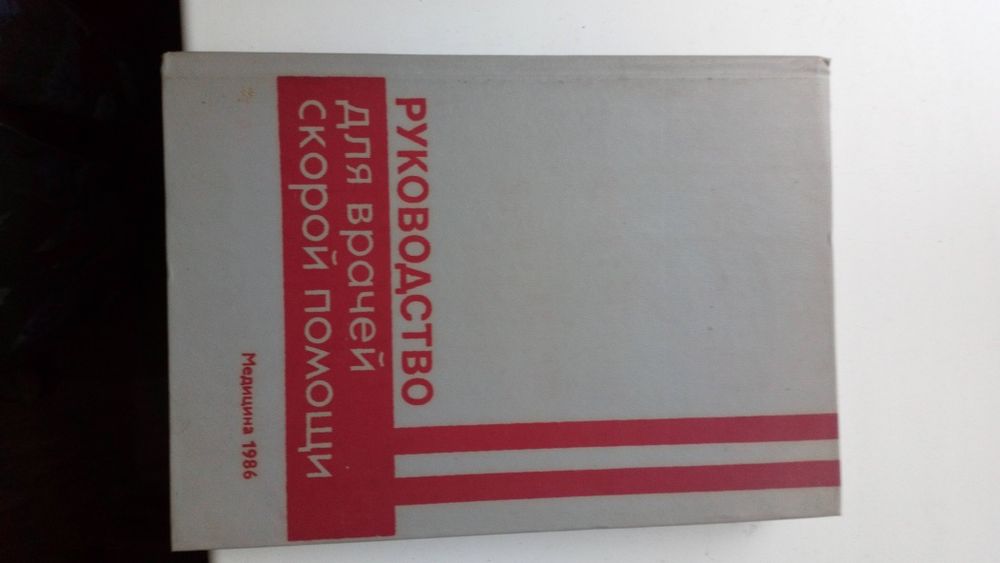 РУКОВОДСТВО
для врачей
скорой помощи
Медицина 1986